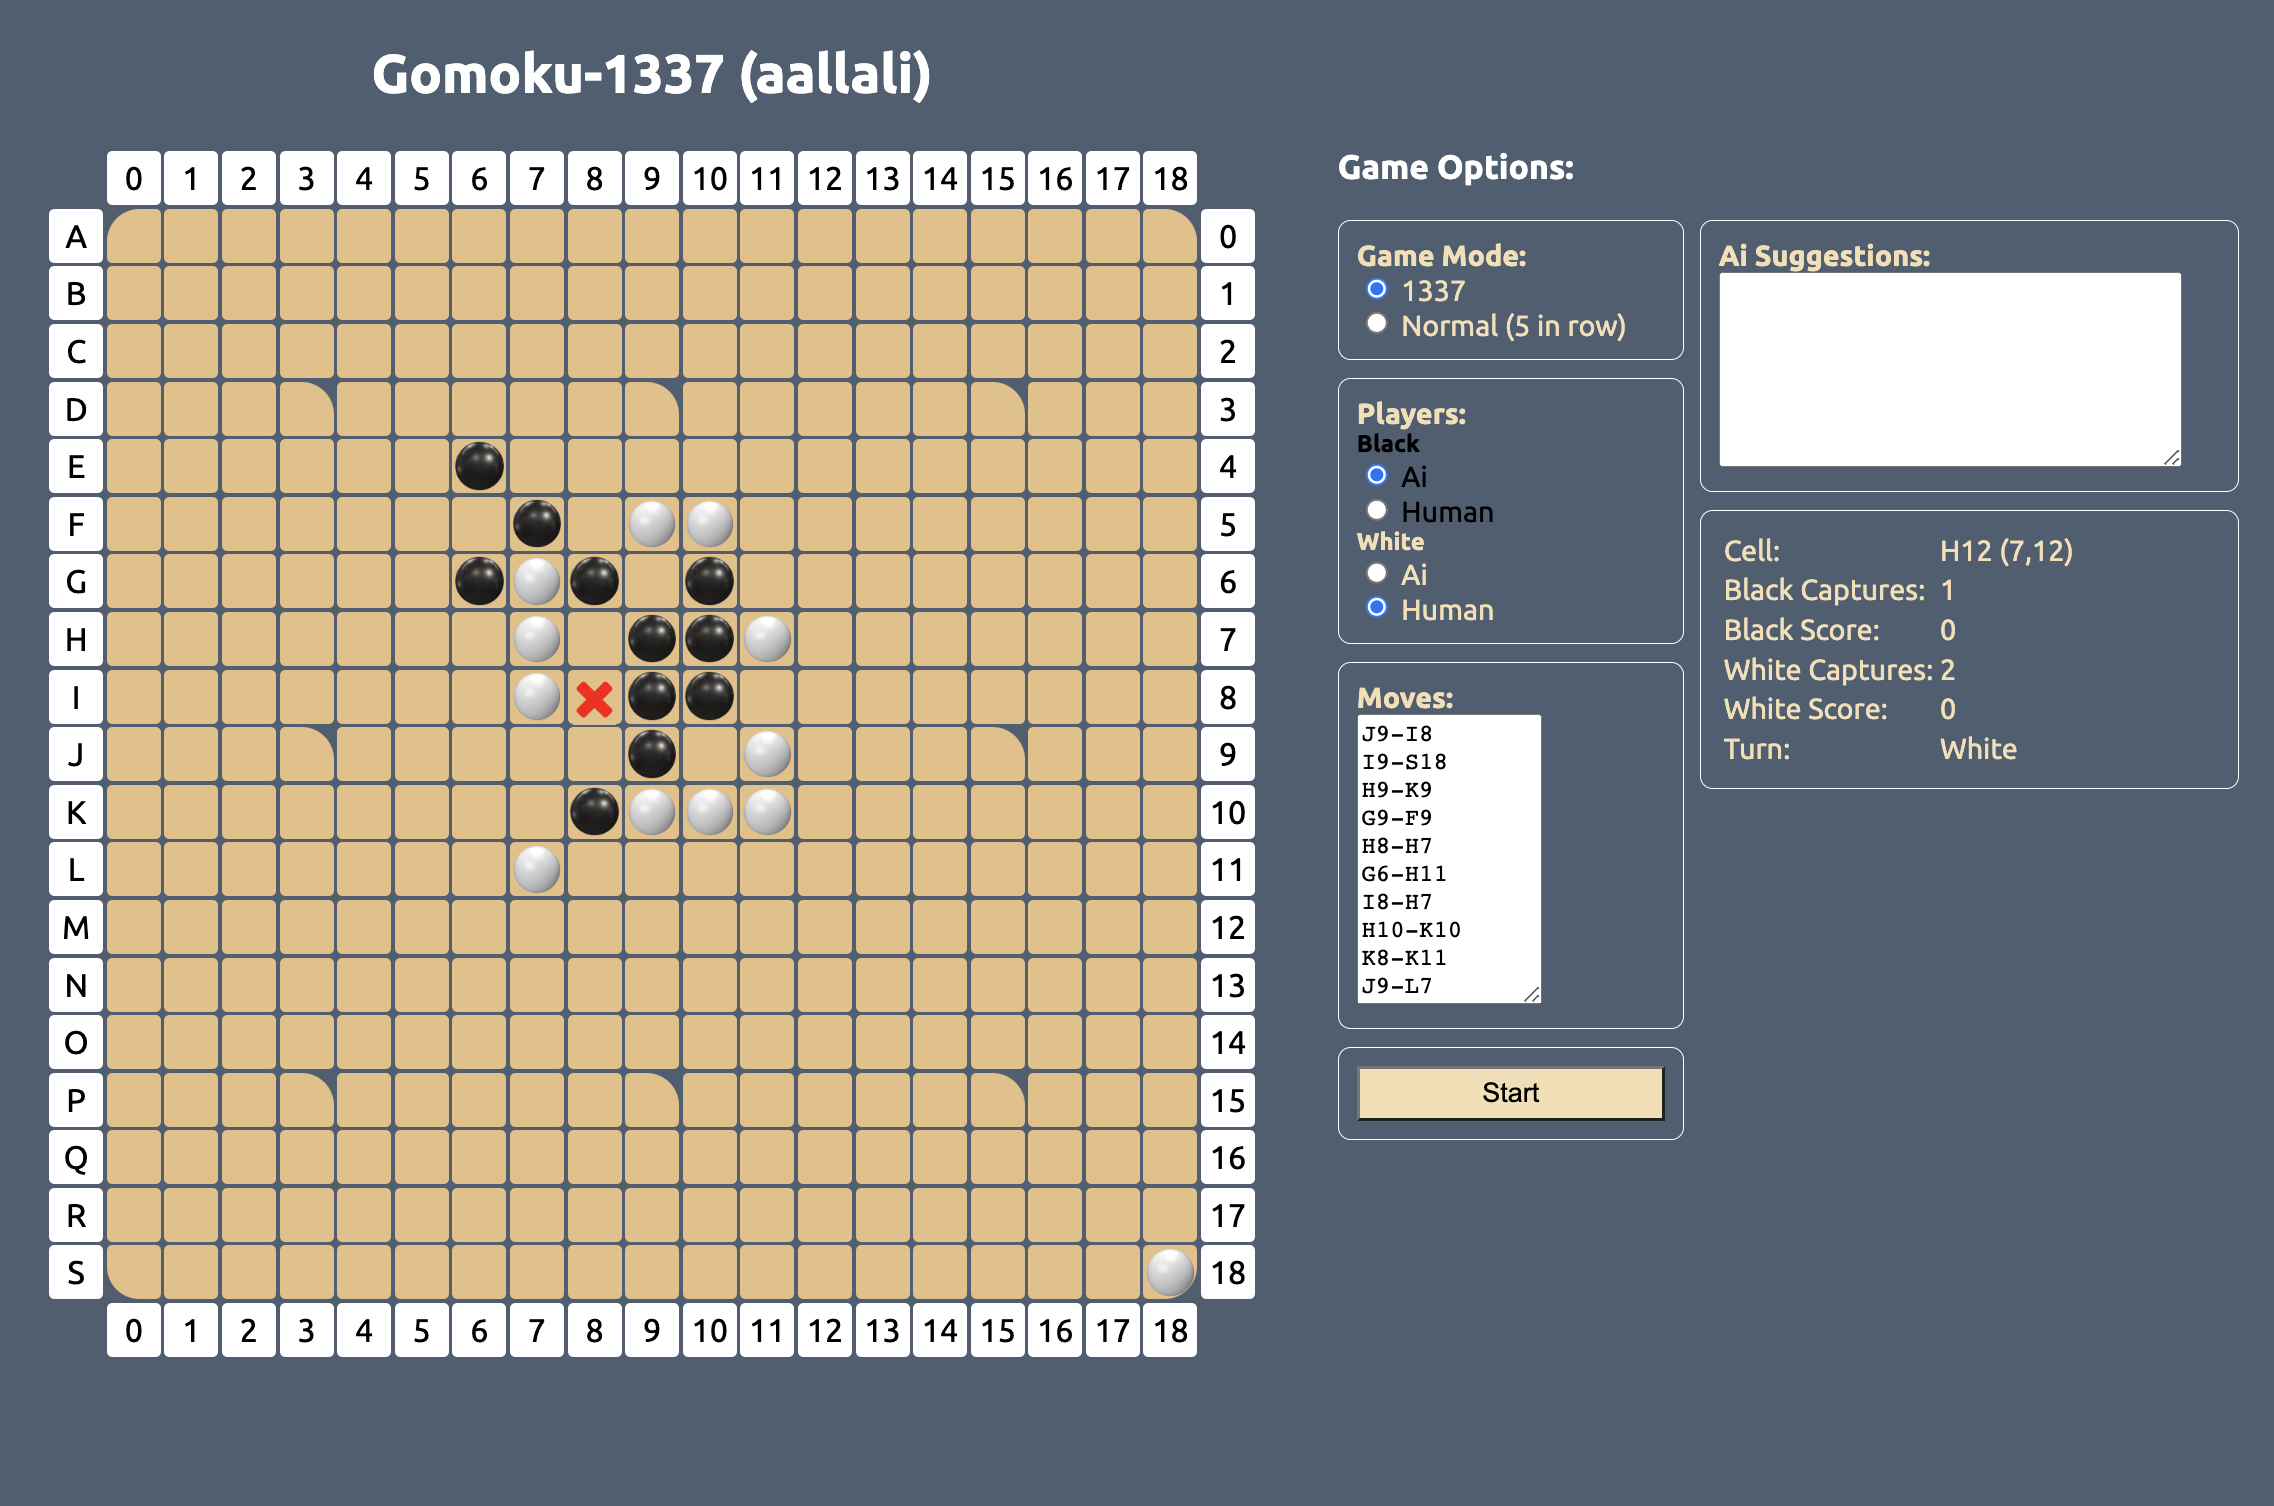 Gomoku-1337 (aallali)
0 1 2 3 4 5 6 7 8 9 10 11 12 13 14 15 16 17 18
A 0
B 1
C 2
D 3
E 4
F 5
G 6
H 7
I 8
J 9
K 10
L 11
M 12
N 13
O 14
P 15
Q 16
R 17
S 18
0 1 2 3 4 5 6 7 8 9 10 11 12 13 14 15 16 17 18
Game Options:
Game Mode:
1337
Normal (5 in row)
Players:
Black
Ai
Human
White
Ai
Human
Moves:
J9-I8
I9-S18
H9-K9
G9-F9
H8-H7
G6-H11
I8-H7
H10-K10
K8-K11
J9-L7
Start
Ai Suggestions:
Cell: H12 (7,12)
Black Captures: 1
Black Score: 0
White Captures: 2
White Score: 0
Turn: White